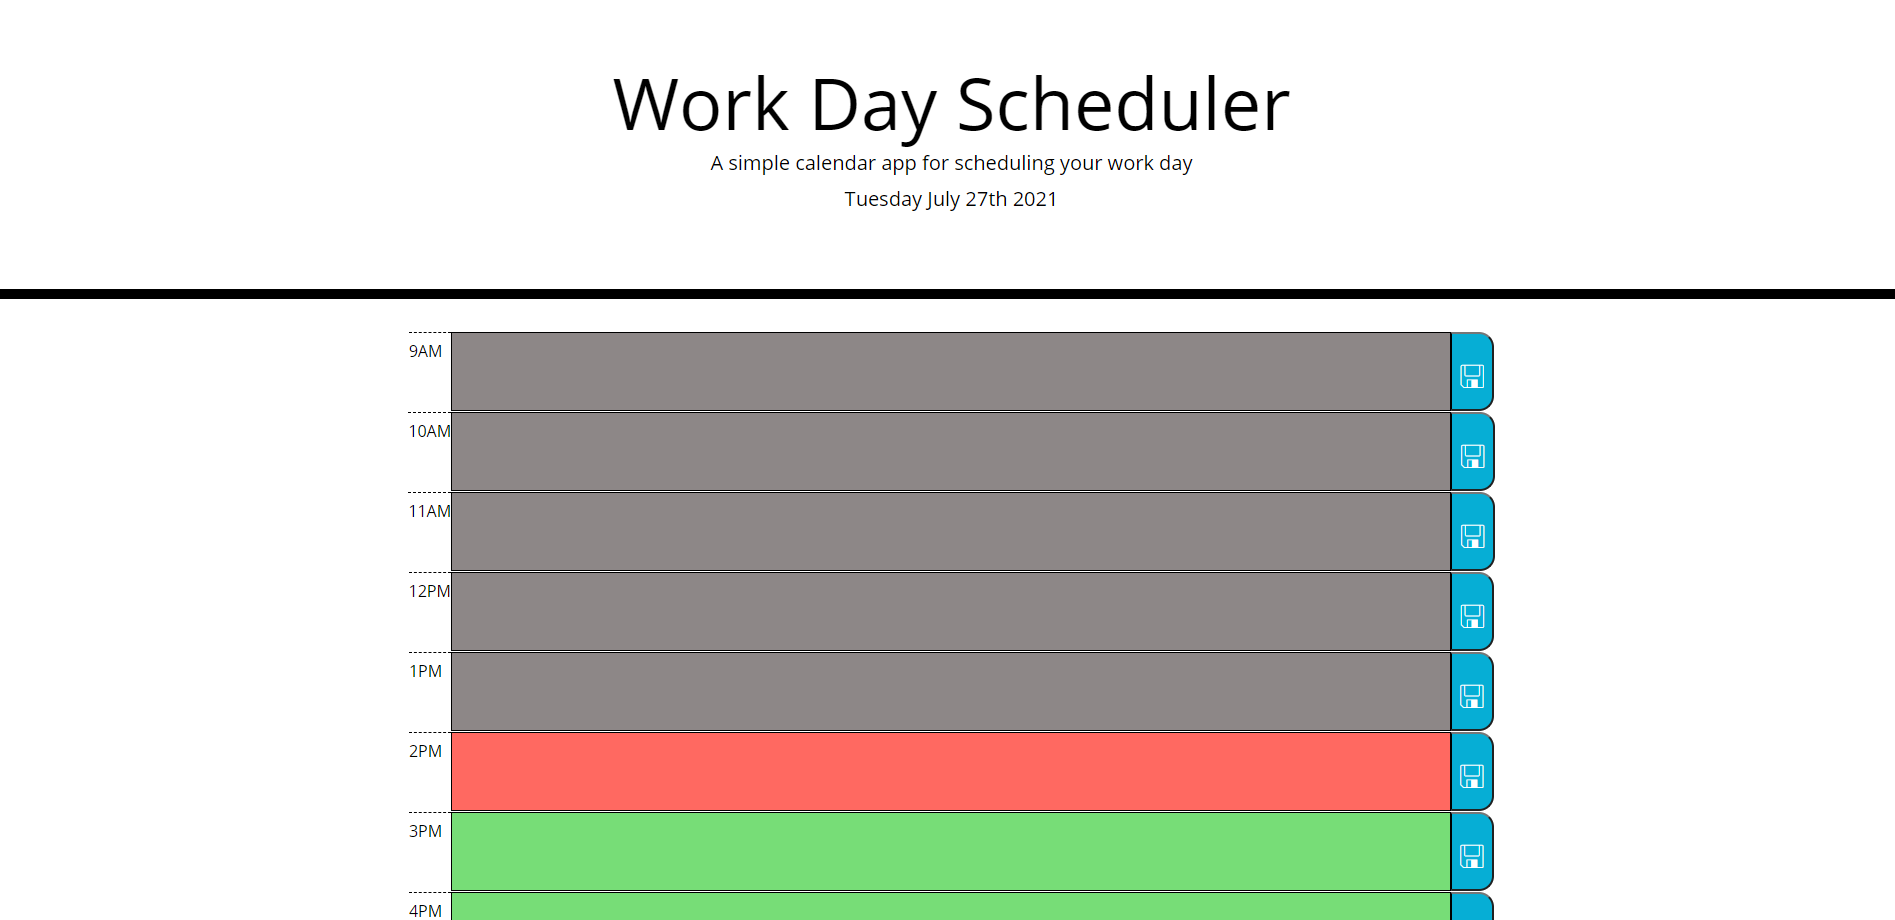 Work Day Scheduler
A simple calendar app for scheduling your work day
Tuesday July 27th 2021
9AM
10AM
11AM
12PM
1PM
2PM
3PM
4PM